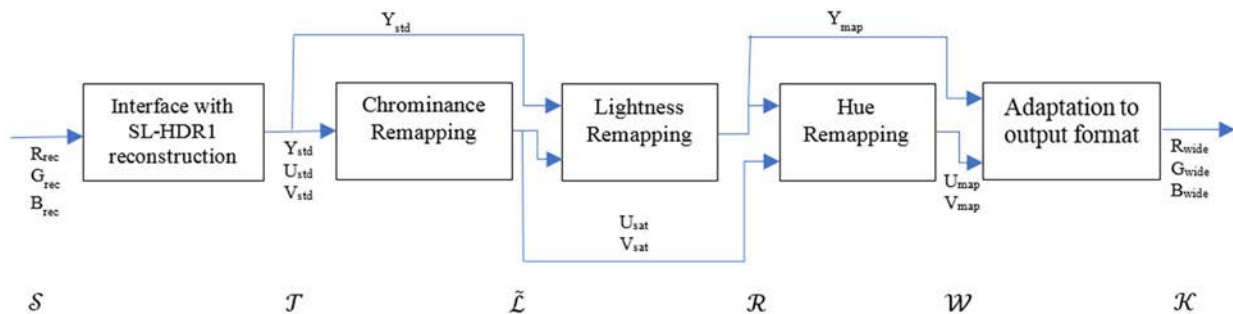 Y_std
Y_map
Interface with
SL-HDR1
reconstruction
Chrominance
Remapping
Lightness
Remapping
Hue
Remapping
Adaptation to
output format
R_rec
G_rec
B_rec
Y_std
U_std
V_std
U_sat
V_sat
U_map
V_map
R_wide
G_wide
B_wide
𝒮 𝒯 ℒ̃ ℛ 𝒲 𝒦